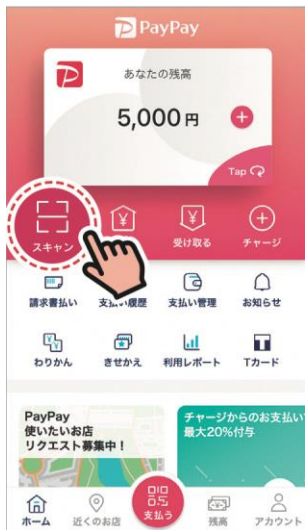 PayPay
あなたの残高
5,000円
Tap
スキャン
受け取る
チャージ
請求書払い
支払い履歴
支払い管理
お知らせ
わりかん
きせかえ
利用レポート
Tカード
PayPay
使いたいお店
リクエスト募集中！
チャージからのお支払い
最大20%付与
ホーム
近くのお店
支払う
残高
アカウント